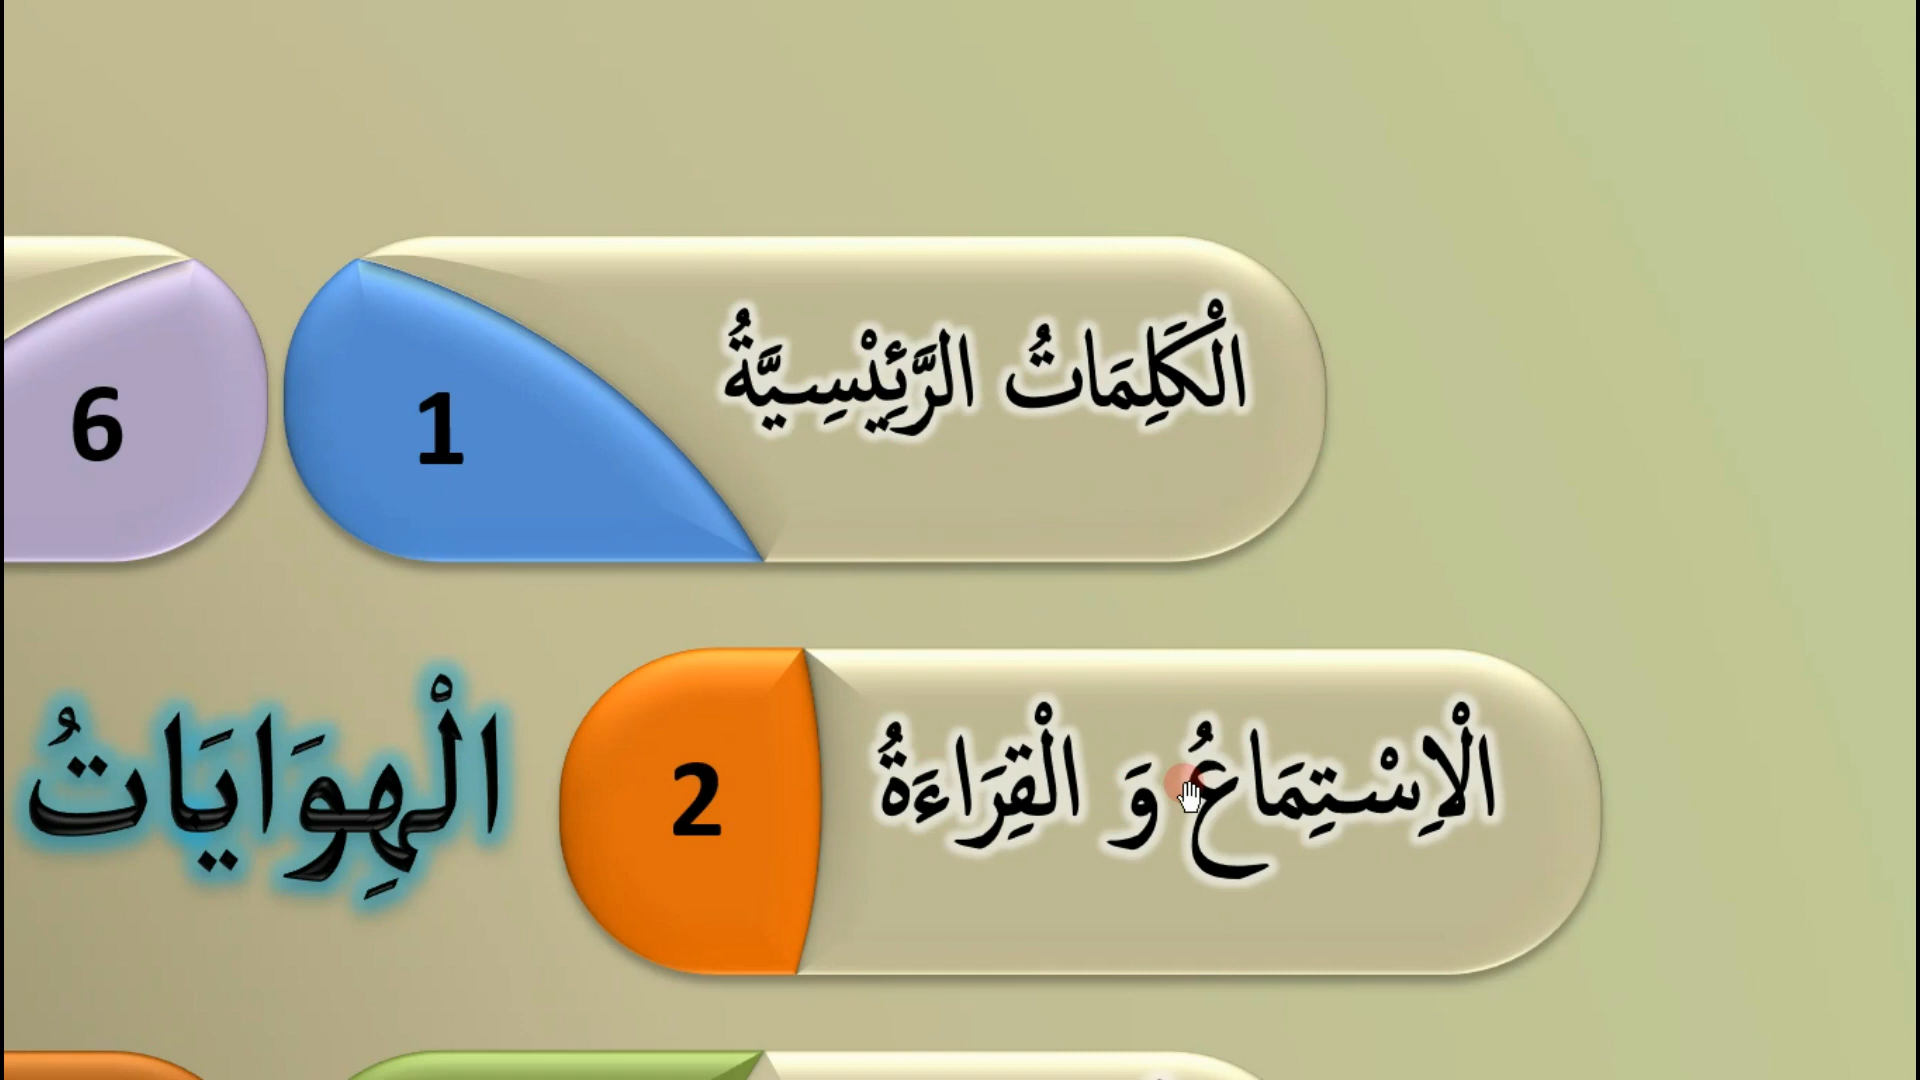 الْكَلِمَاتُ الرَّئِيْسِيَّةُ
1
6
الْاِسْتِمَاعُ وَ الْقِرَاءَةُ
2
الْهِوَايَاتُ